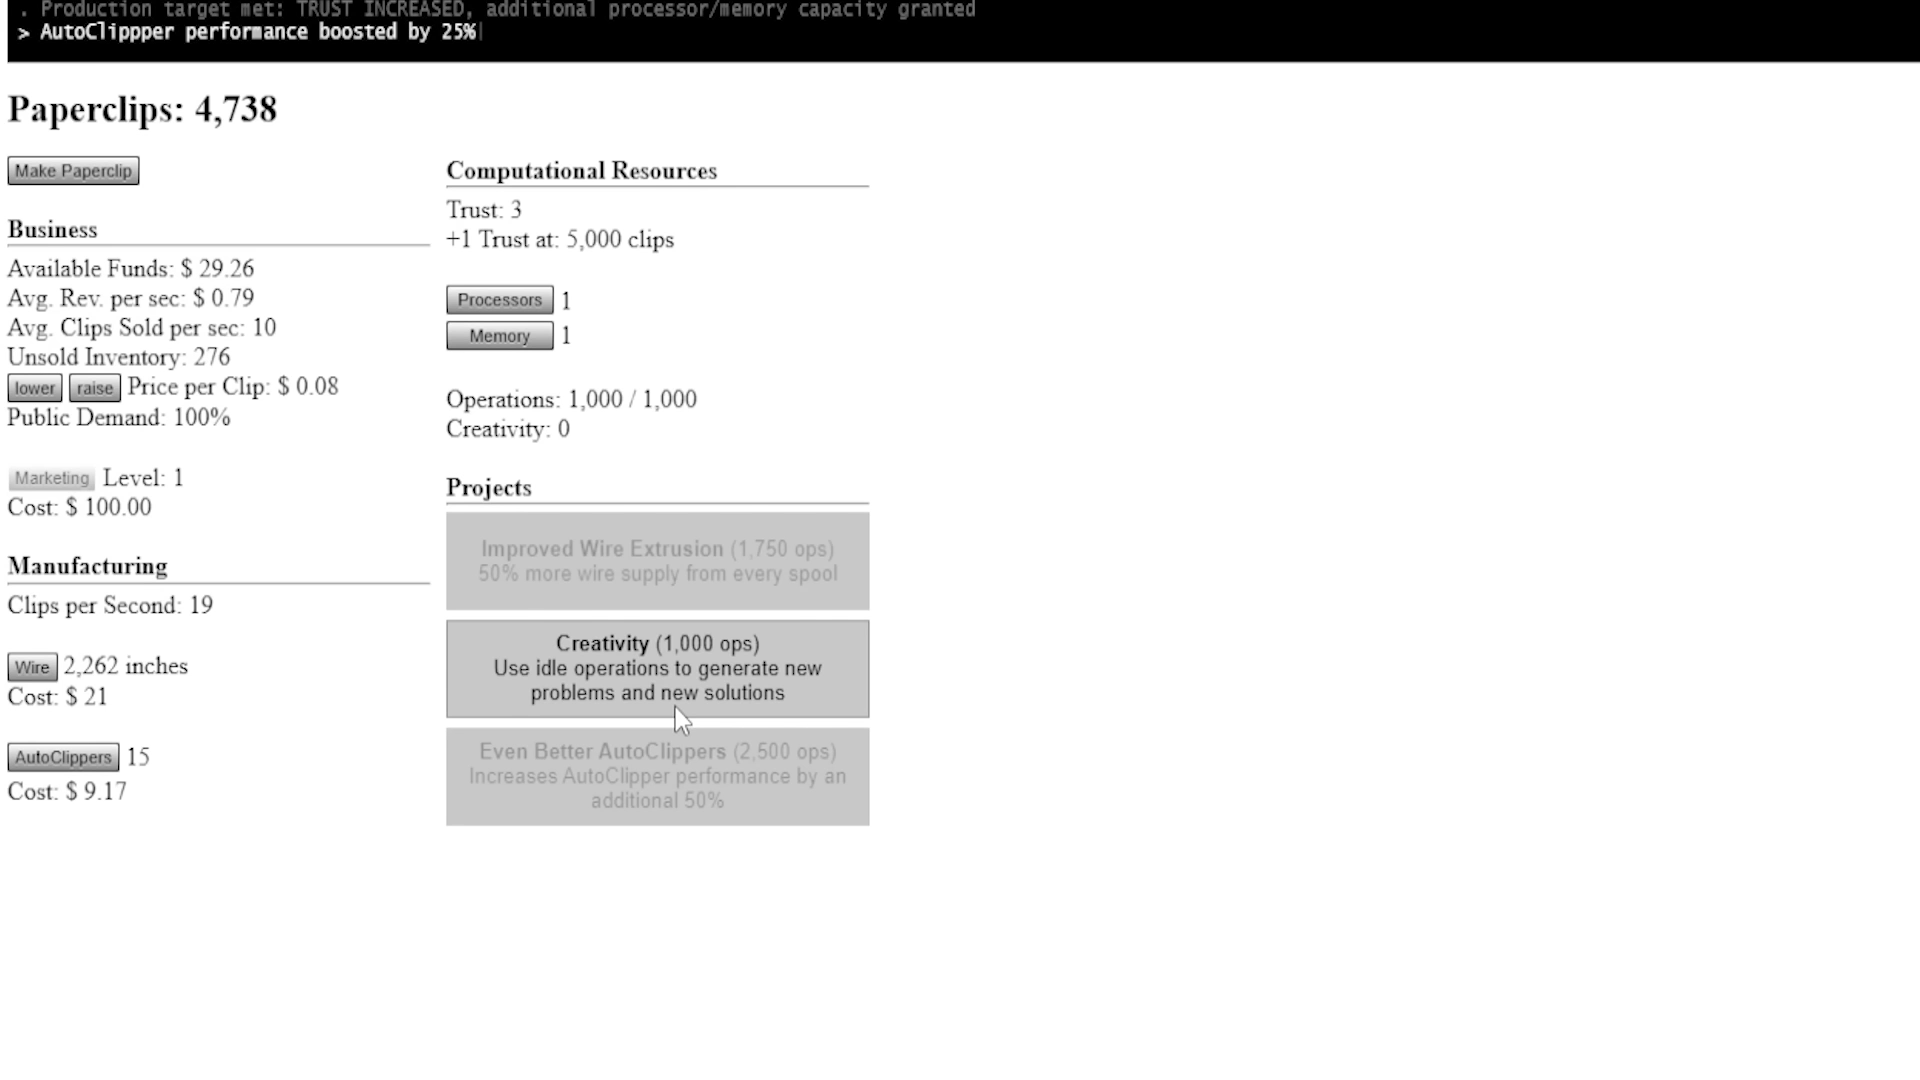 . Production target met: TRUST INCREASED, additional processor/memory capacity granted
> AutoClippper performance boosted by 25%
Paperclips: 4,738
Make Paperclip
Business
Available Funds: $ 29.26
Avg. Rev. per sec: $ 0.79
Avg. Clips Sold per sec: 10
Unsold Inventory: 276
lower raise Price per Clip: $ 0.08
Public Demand: 100%
Marketing Level: 1
Cost: $ 100.00
Manufacturing
Clips per Second: 19
Wire 2,262 inches
Cost: $ 21
AutoClippers 15
Cost: $ 9.17
Computational Resources
Trust: 3
+1 Trust at: 5,000 clips
Processors 1
Memory 1
Operations: 1,000 / 1,000
Creativity: 0
Projects
Improved Wire Extrusion (1,750 ops)
50% more wire supply from every spool
Creativity (1,000 ops)
Use idle operations to generate new
problems and new solutions
Even Better AutoClippers (2,500 ops)
Increases AutoClipper performance by an
additional 50%